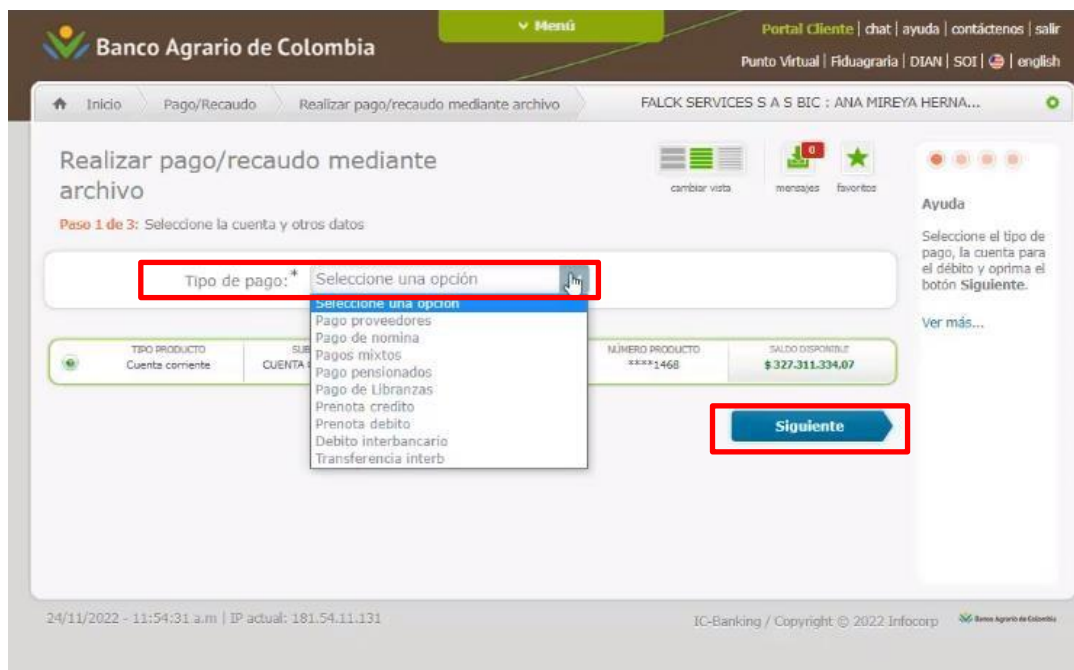 Menú
Portal Cliente | chat | ayuda | contáctenos | salir
Banco Agrario de Colombia
Punto Virtual | Fiduagraria | DIAN | SOI | | english
Inicio Pago/Recaudo Realizar pago/recaudo mediante archivo FALCK SERVICES S A S BIC : ANA MIREYA HERNA...
Realizar pago/recaudo mediante
archivo
Paso 1 de 3: Seleccione la cuenta y otros datos
0
cambiar vista mensajes favoritos
Tipo de pago:* Seleccione una opción
Seleccione una opción
Pago proveedores
Pago de nomina
Pagos mixtos
Pago pensionados
Pago de Libranzas
Prenota credito
Prenota debito
Debito interbancario
Transferencia interb
TIPO PRODUCTO
Cuenta corriente
CUENTA
NÚMERO PRODUCTO
****1468
SALDO DISPONIBLE
$ 327.311.334,07
Siguiente
Ayuda
Seleccione el tipo de
pago, la cuenta para
el débito y oprima el
botón Siguiente.
Ver más...
24/11/2022 - 11:54:31 a.m | IP actual: 181.54.11.131
IC-Banking / Copyright © 2022 Infocorp
Banco Agrario de Colombia